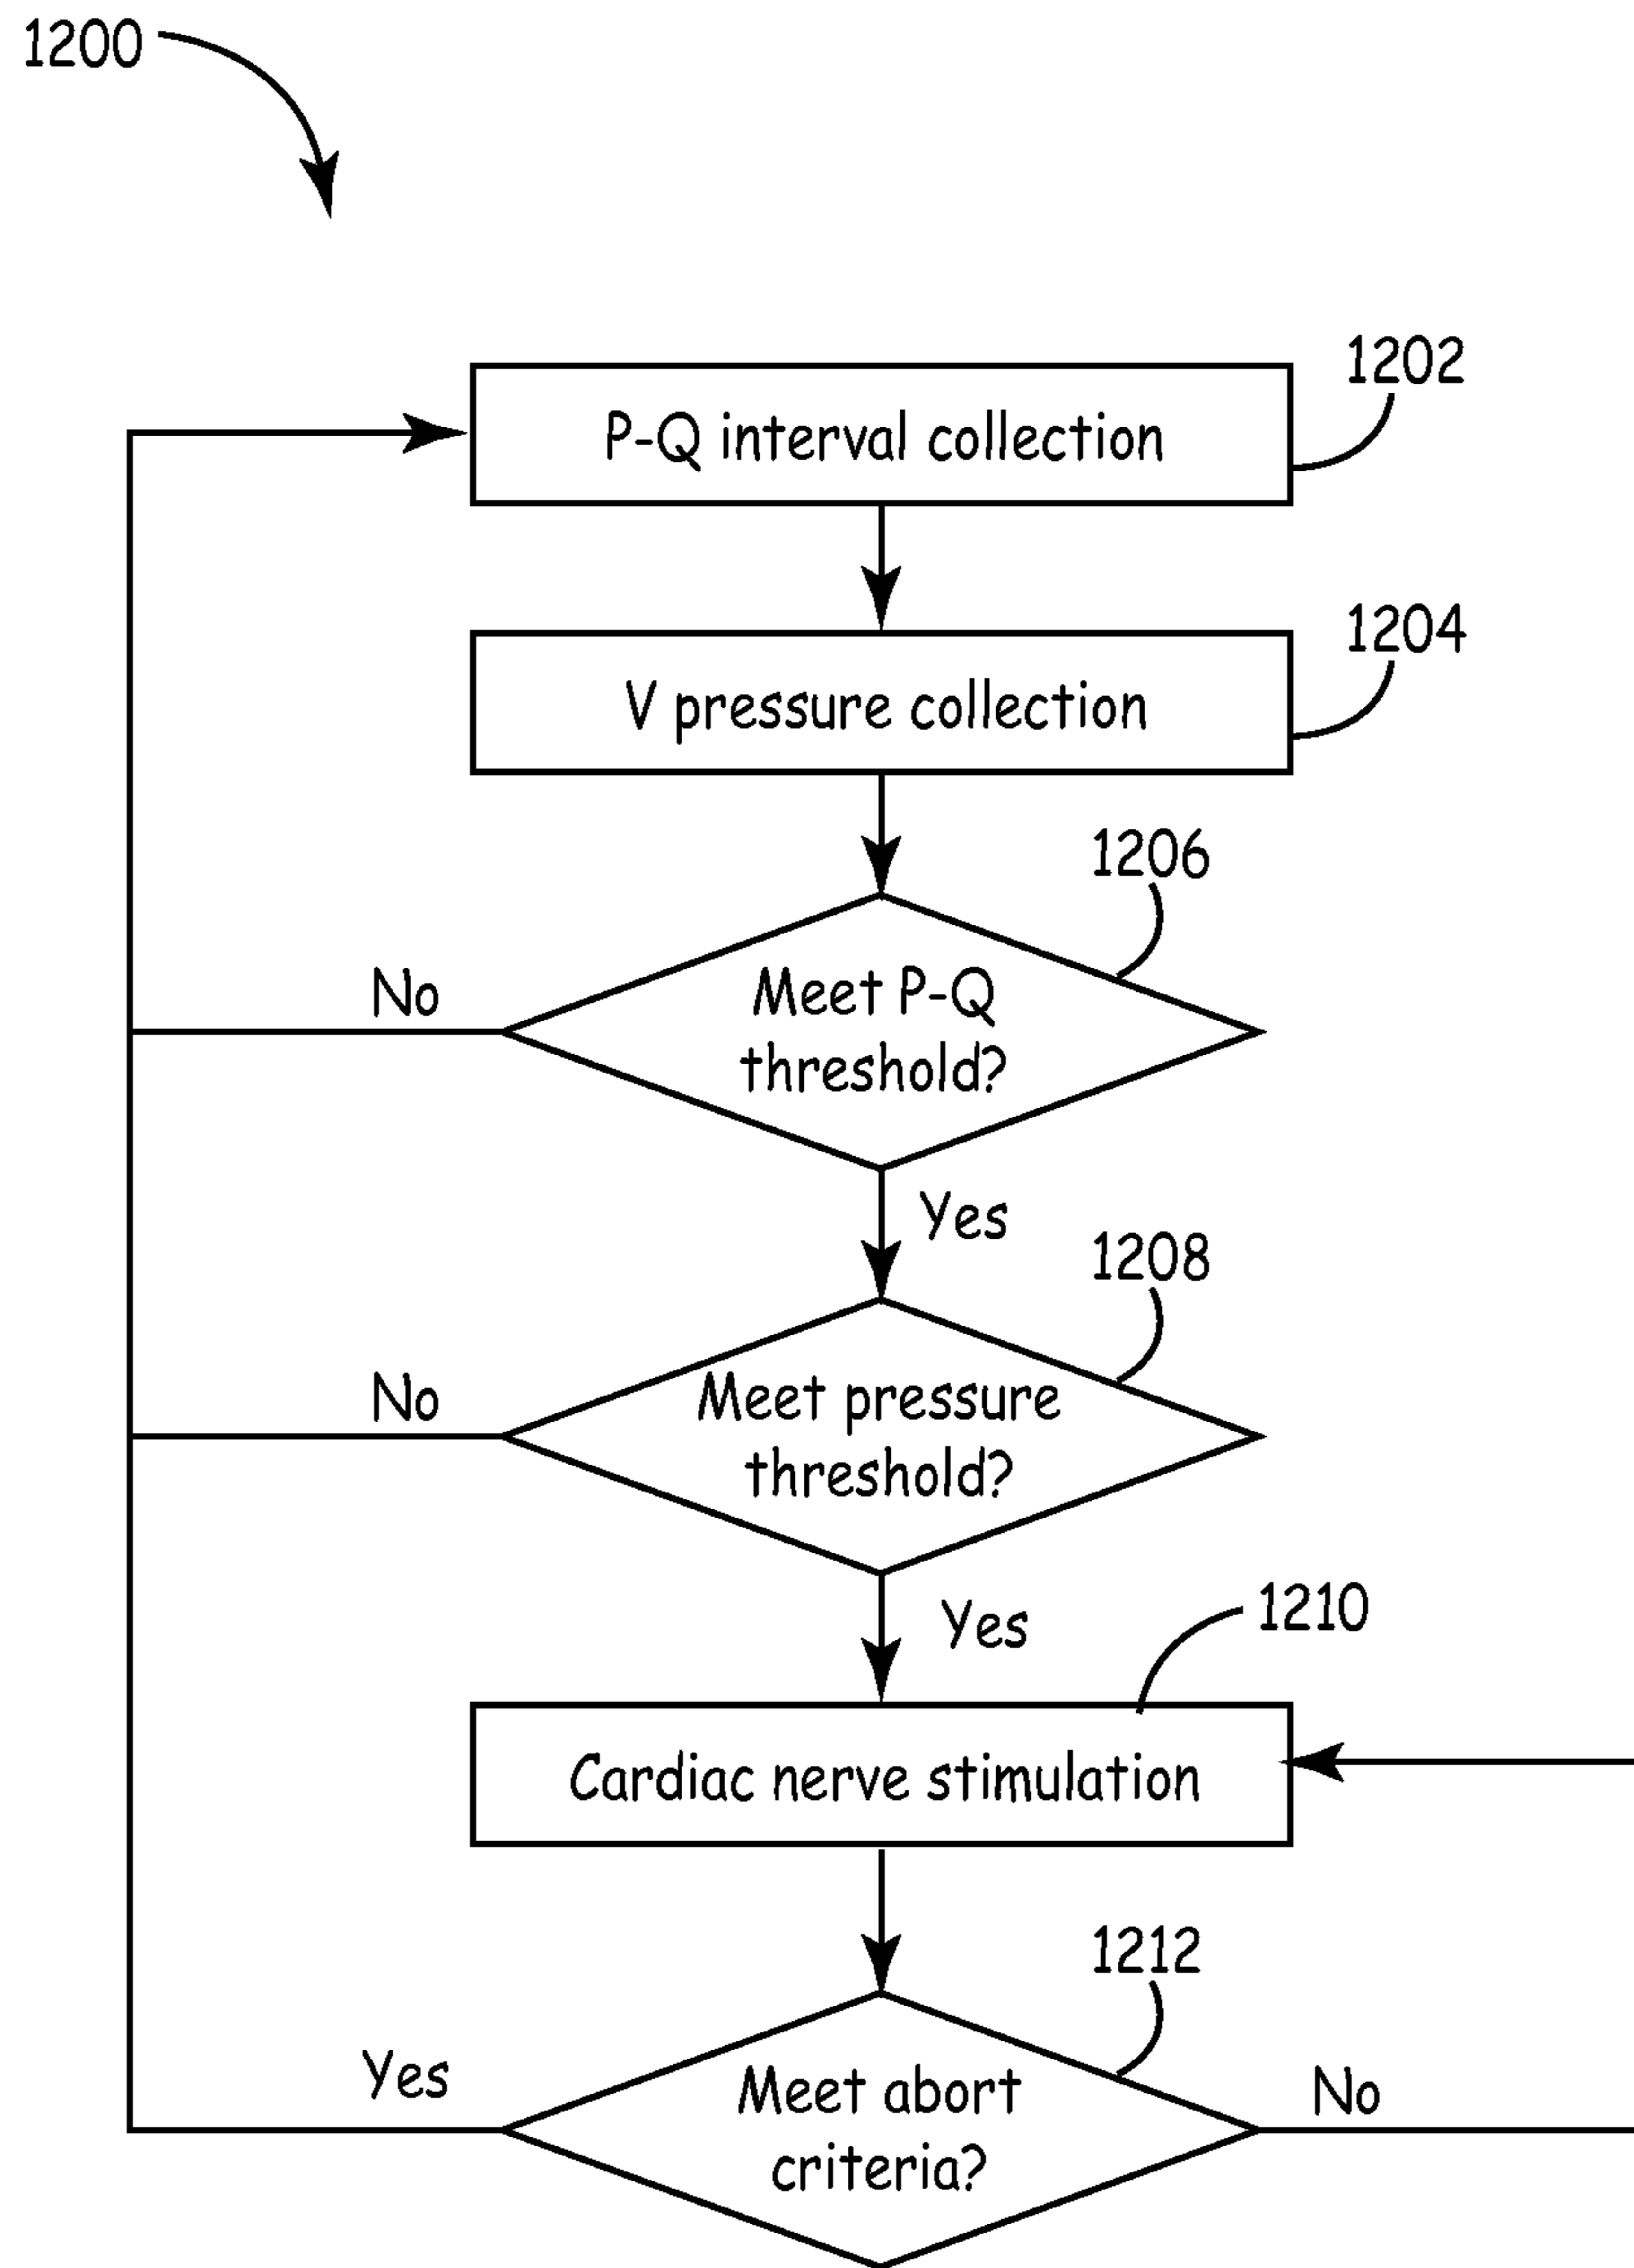 1200
1202
P-Q interval collection
1204
V pressure collection
1206
Meet P-Q
threshold?
No
Yes
1208
Meet pressure
threshold?
No
Yes
1210
Cardiac nerve stimulation
1212
Meet abort
criteria?
Yes
No